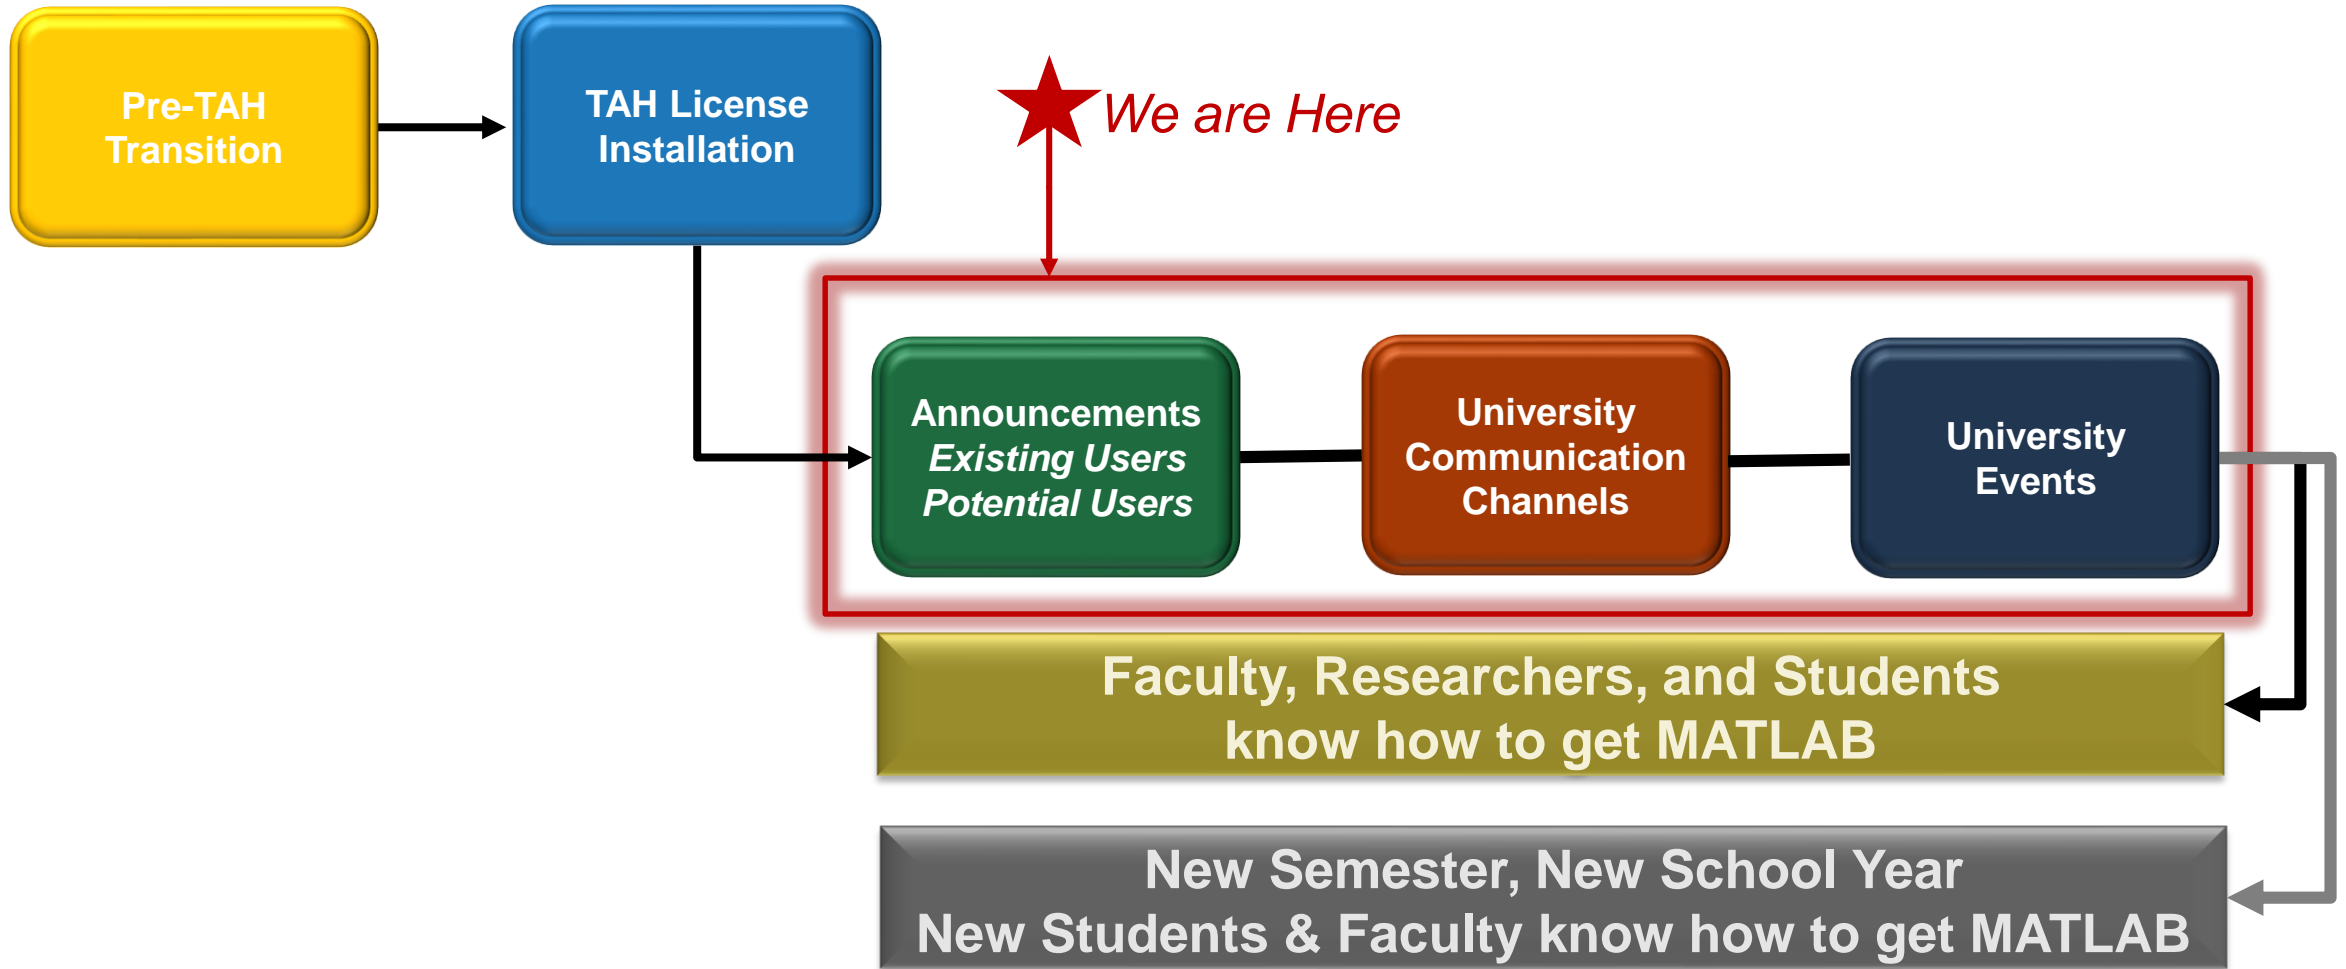 Pre-TAH
Transition
TAH License
Installation
We are Here
Announcements
Existing Users
Potential Users
University
Communication
Channels
University
Events
Faculty, Researchers, and Students
know how to get MATLAB
New Semester, New School Year
New Students & Faculty know how to get MATLAB